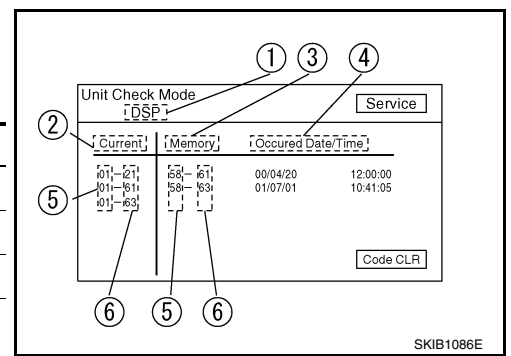 ① ③ ④
Unit Check Mode
DSP
Service
②
Current Memory Occured Date/Time
01-21 58-61 00/04/20 12:00:00
⑤ 01-61 58-63 01/07/01 10:41:05
01-63
Code CLR
⑥ ⑤ ⑥
SKIB1086E